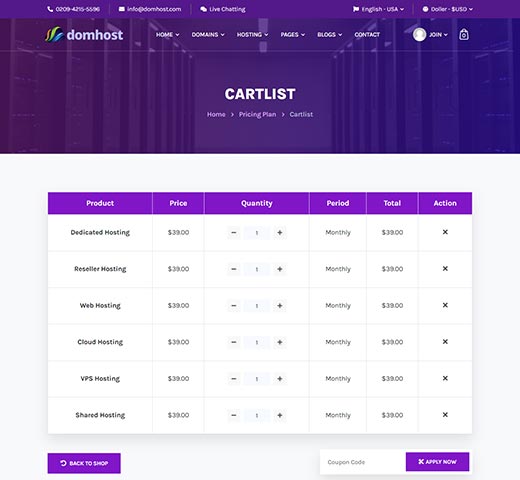 0209-4215-5596 info@domhost.com Live Chatting English - USA Doller - $USD
domhost HOME DOMAINS HOSTING PAGES BLOGS CONTACT JOIN 0
CARTLIST
Home > Pricing Plan > Cartlist
Product Price Quantity Period Total Action
Dedicated Hosting $39.00 − 1 + Monthly $39.00 ×
Reseller Hosting $39.00 − 1 + Monthly $39.00 ×
Web Hosting $39.00 − 1 + Monthly $39.00 ×
Cloud Hosting $39.00 − 1 + Monthly $39.00 ×
VPS Hosting $39.00 − 1 + Monthly $39.00 ×
Shared Hosting $39.00 − 1 + Monthly $39.00 ×
BACK TO SHOP Coupon Code APPLY NOW